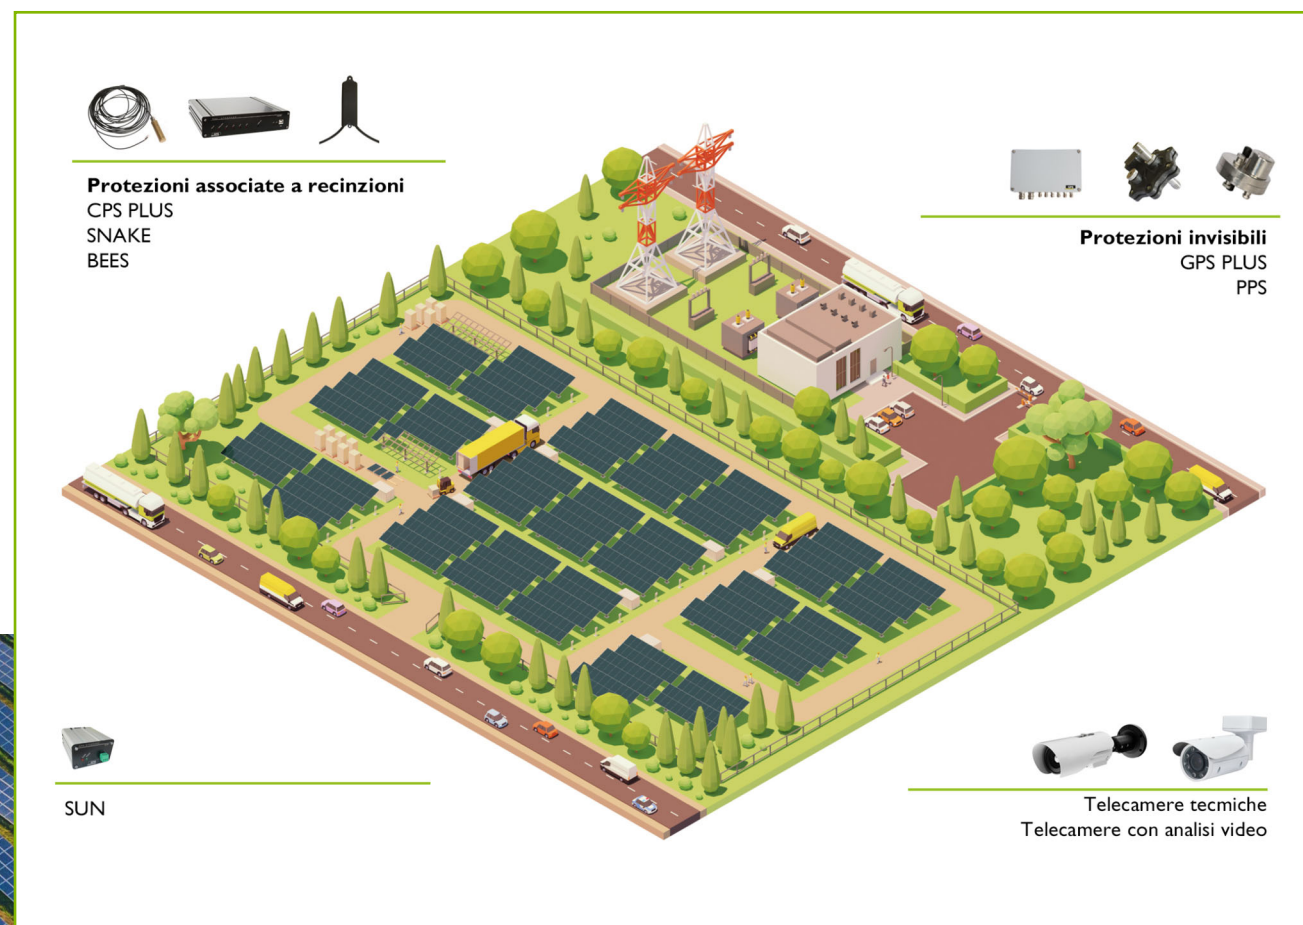 Protezioni associate a recinzioni
CPS PLUS
SNAKE
BEES
Protezioni invisibili
GPS PLUS
PPS
SUN
Telecamere tecmiche
Telecamere con analisi video